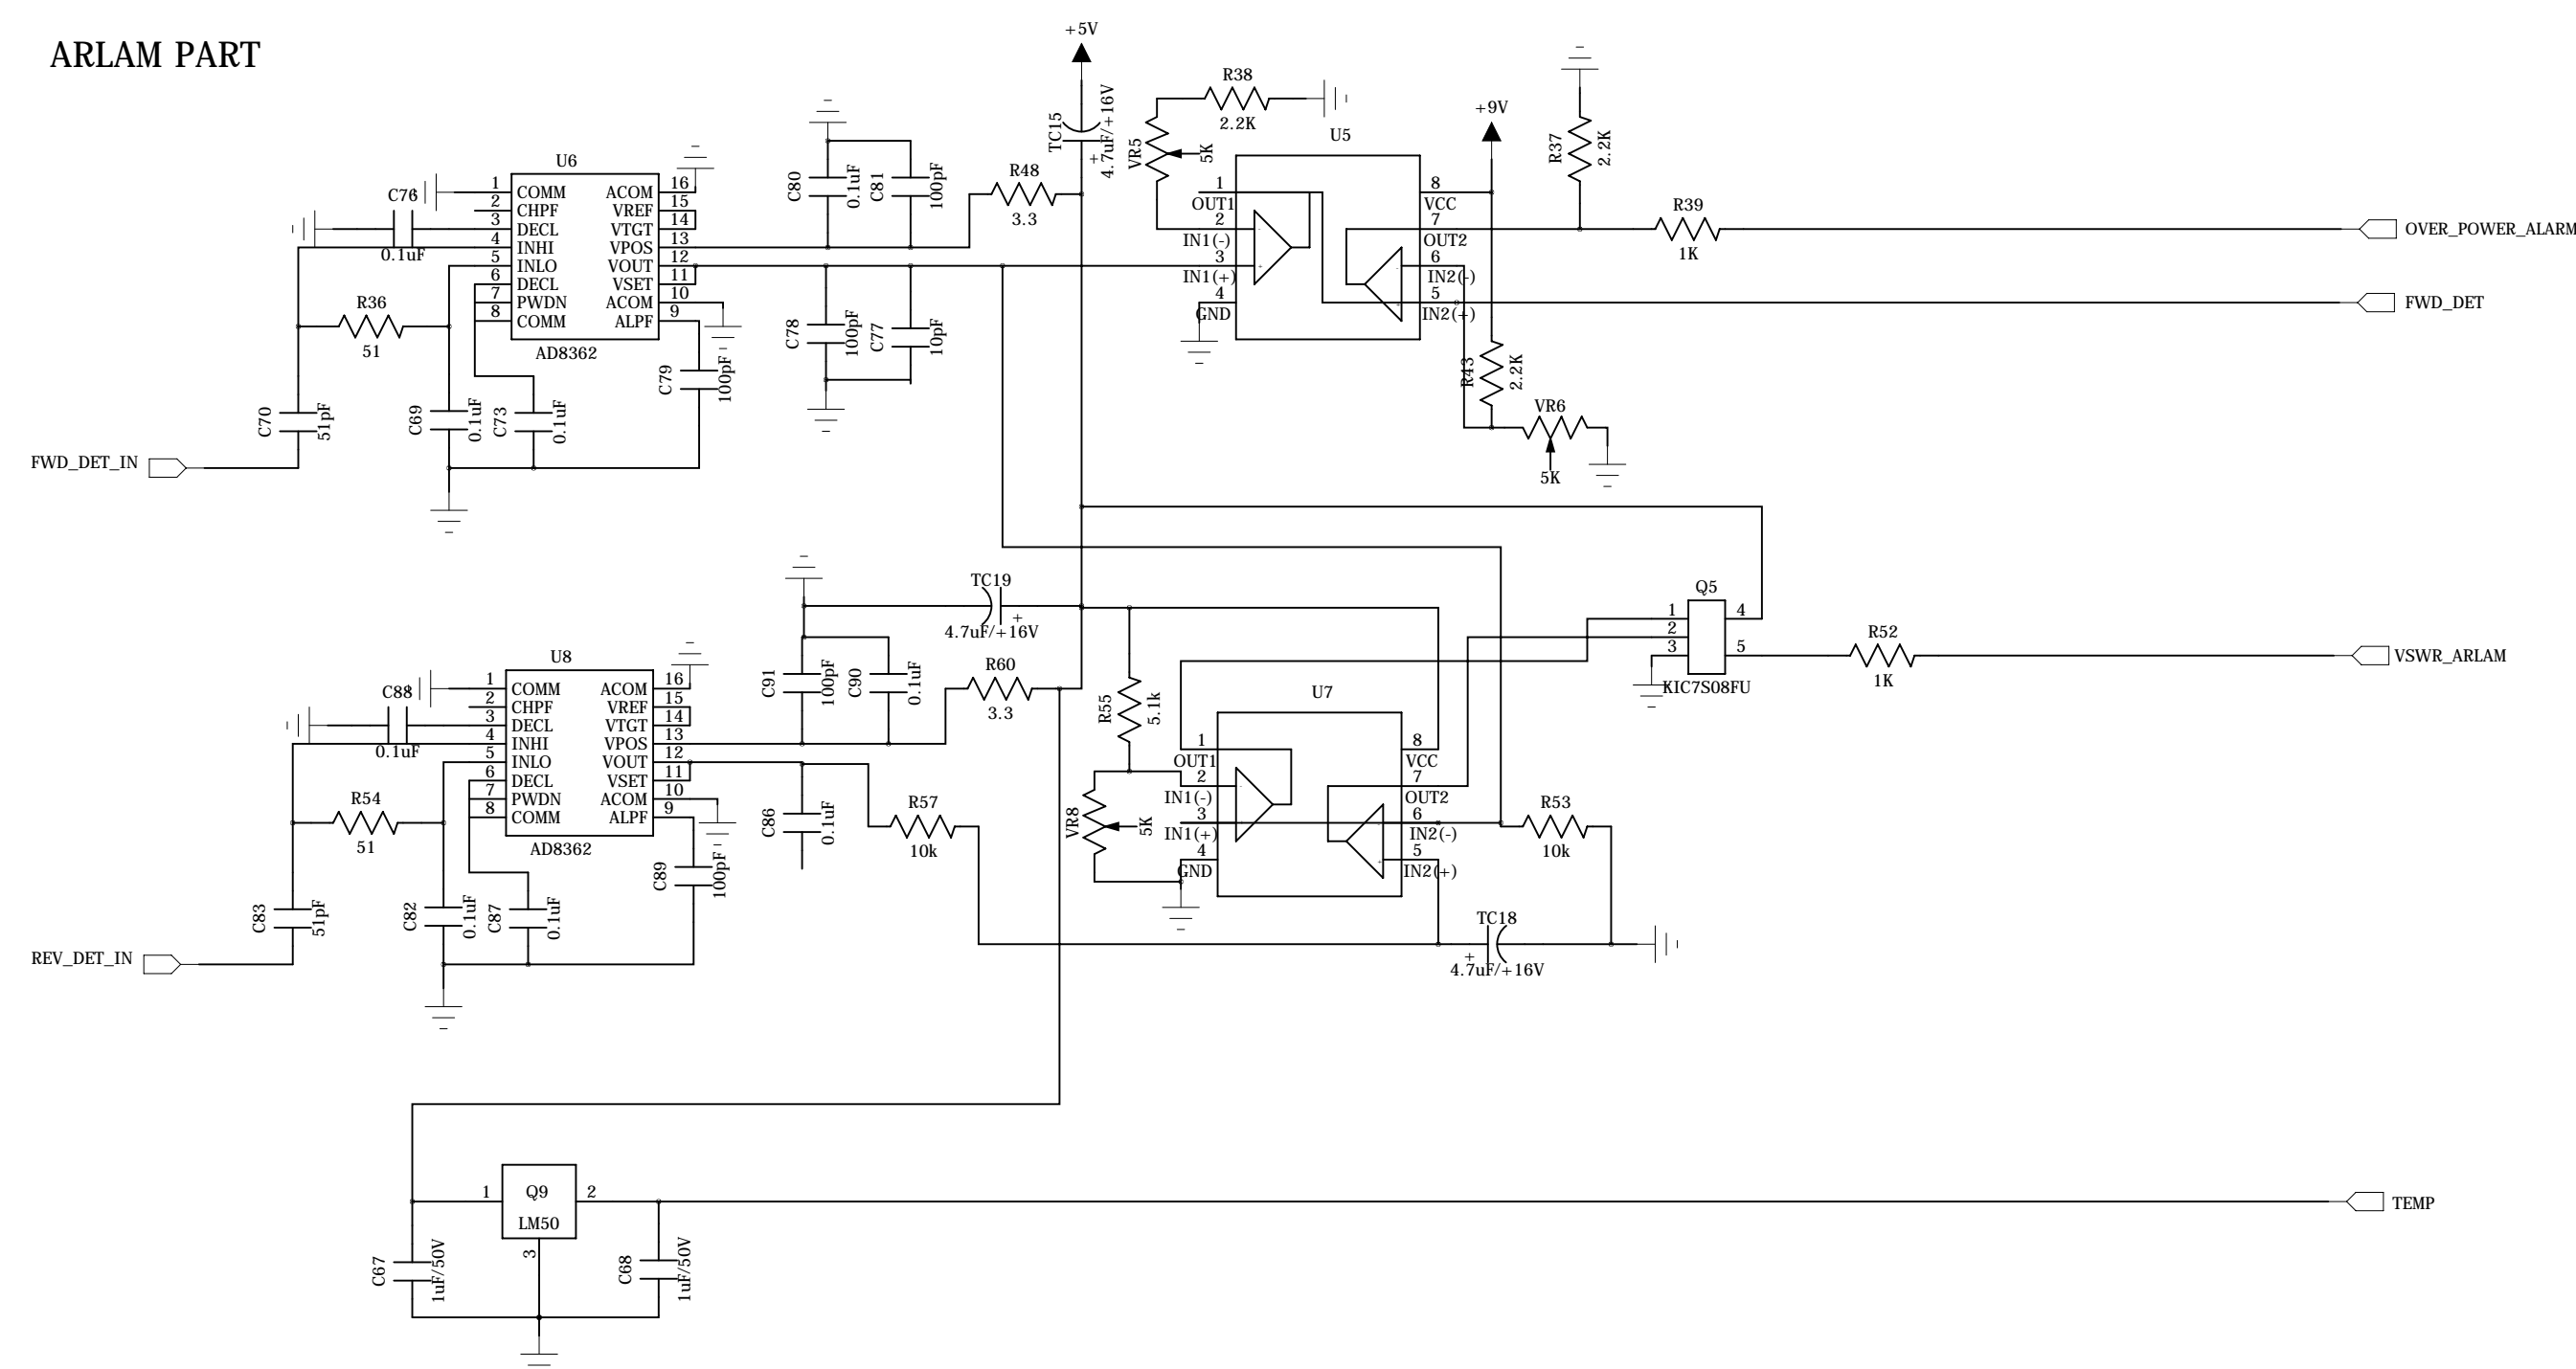 ARLAM PART
+5V
TC15
4.7uF/+16V
+
R38
2.2K
VR5
5K
U5
1
OUT1
2
IN1(-)
3
IN1(+)
4
GND
8
VCC
7
OUT2
6
IN2(-)
5
IN2(+)
+9V
R37
2.2K
R39
1K
OVER_POWER_ALARM
FWD_DET
R43
2.2K
VR6
5K
U6
1 COMM
2 CHPF
3 DECL
4 INHI
5 INLO
6 DECL
7 PWDN
8 COMM
ACOM 16
VREF 15
VTGT 14
VPOS 13
VOUT 12
VSET 11
ACOM 10
ALPF 9
AD8362
C76
0.1uF
R36
51
C70
51pF
C69
0.1uF
C73
0.1uF
C79
100pF
FWD_DET_IN
C80
0.1uF
C81
100pF
R48
3.3
C78
100pF
C77
10pF
TC19
+
4.7uF/+16V
Q5
1
2
3
4
5
KIC7S08FU
R52
1K
VSWR_ARLAM
U8
1 COMM
2 CHPF
3 DECL
4 INHI
5 INLO
6 DECL
7 PWDN
8 COMM
ACOM 16
VREF 15
VTGT 14
VPOS 13
VOUT 12
VSET 11
ACOM 10
ALPF 9
AD8362
C88
0.1uF
R54
51
C83
51pF
C82
0.1uF
C87
0.1uF
C89
100pF
REV_DET_IN
C91
100pF
C90
0.1uF
R60
3.3
C86
0.1uF
R57
10k
R55
5.1k
VR8
5K
U7
1
OUT1
2
IN1(-)
3
IN1(+)
4
GND
8
VCC
7
OUT2
6
IN2(-)
5
IN2(+)
R53
10k
TC18
+
4.7uF/+16V
1
Q9
2
LM50
3
C67
1uF/50V
C68
1uF/50V
TEMP